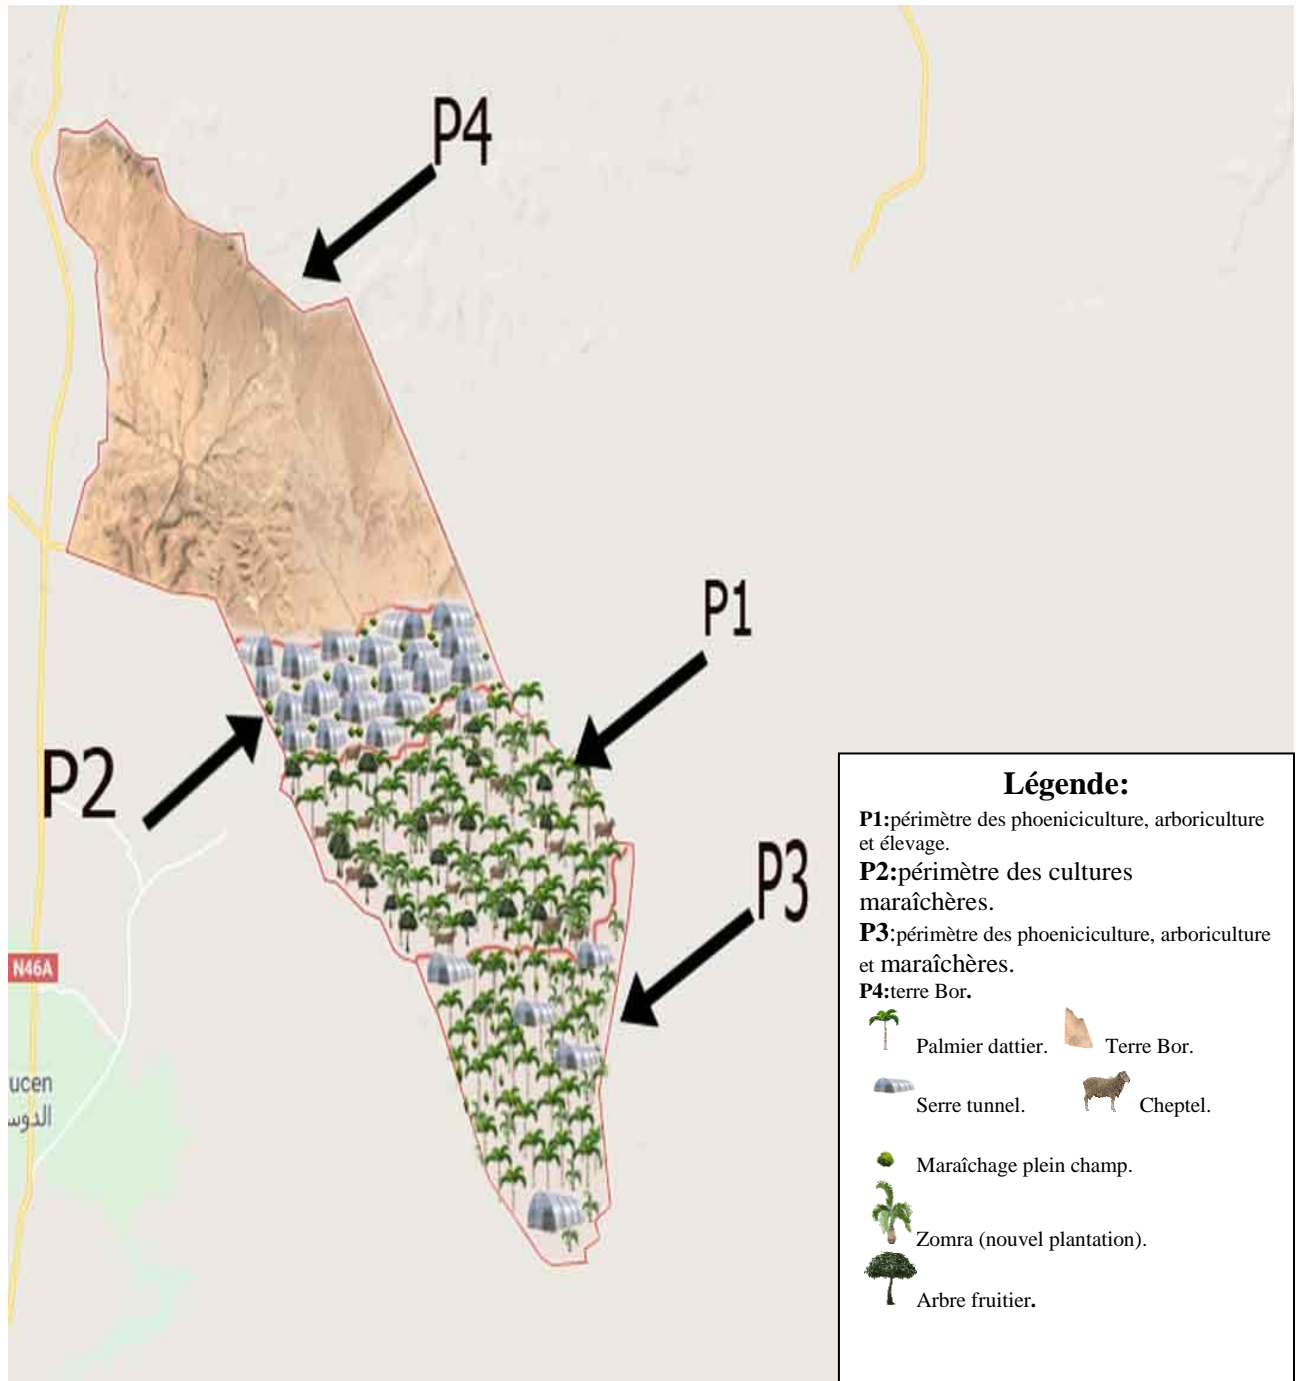 P4
P1
P2
P3
N46A
ucen
الدوس
Légende:
P1:périmètre des phoeniciculture, arboriculture
et élevage.
P2:périmètre des cultures
maraîchères.
P3:périmètre des phoeniciculture, arboriculture
et maraîchères.
P4:terre Bor.
Palmier dattier. Terre Bor.
Serre tunnel. Cheptel.
Maraîchage plein champ.
Zomra (nouvel plantation).
Arbre fruitier.